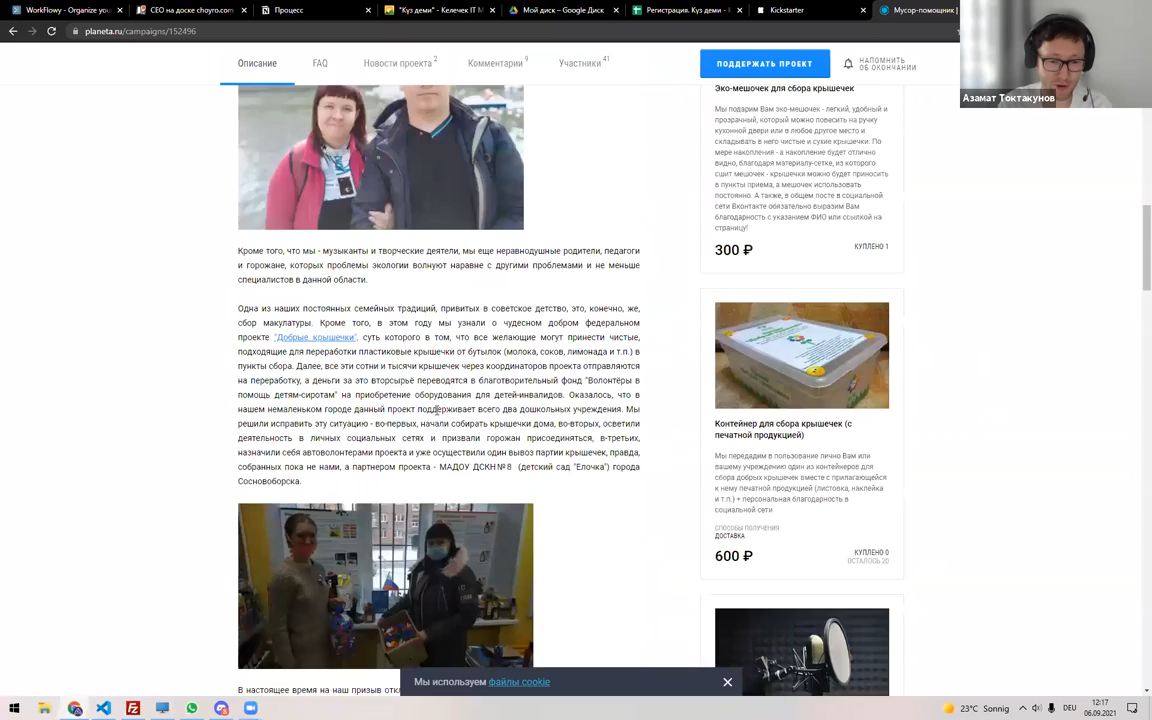 WorkFlowy - Organize you
CEO на доске choyro.com
Процесс
"Күз деми" - Келечек IT М
Мой диск – Google Диск
Регистрация. Күз деми -
Kickstarter
Мусор-помощник |
planeta.ru/campaigns/152496
Азамат Токтакунов
Описание
FAQ
Новости проекта 2
Комментарии 9
Участники 41
ПОДДЕРЖАТЬ ПРОЕКТ
НАПОМНИТЬ
ОБ ОКОНЧАНИИ
Кроме того, что мы - музыканты и творческие деятели, мы еще неравнодушные родители, педагоги
и горожане, которых проблемы экологии волнуют наравне с другими проблемами и не меньше
специалистов в данной области.
Одна из наших постоянных семейных традиций, привитых в советское детство, это, конечно, же,
сбор макулатуры. Кроме того, в этом году мы узнали о чудесном добром федеральном
проекте "Добрые крышечки", суть которого в том, что все желающие могут принести чистые,
подходящие для переработки пластиковые крышечки от бутылок (молока, соков, лимонада и т.п.) в
пункты сбора. Далее, все эти сотни и тысячи крышечек через координаторов проекта отправляются
на переработку, а деньги за это вторсырьё переводятся в благотворительный фонд "Волонтёры в
помощь детям-сиротам" на приобретение оборудования для детей-инвалидов. Оказалось, что в
нашем немаленьком городе данный проект поддерживает всего два дошкольных учреждения. Мы
решили исправить эту ситуацию - во-первых, начали собирать крышечки дома, во-вторых, осветили
деятельность в личных социальных сетях и призвали горожан присоединяться, в-третьих,
назначили себя автоволонтерами проекта и уже осуществили один вывоз партии крышечек, правда,
собранных пока не нами, а партнером проекта - МАДОУ ДСКН№8 (детский сад "Елочка") города
Сосновоборска.
В настоящее время на наш призыв откл
Эко-мешочек для сбора крышечек
Мы подарим Вам эко-мешочек - легкий, удобный и
прозрачный, который можно повесить на ручку
кухонной двери или в любое другое место и
складывать в него чистые и сухие крышечки. По
мере накопления - а накопление будет отлично
видно, благодаря материалу-сетке, из которого
сшит мешочек - крышечки можно будет приносить
в пункты приема, а мешочек использовать
постоянно. А также, в общем посте в социальной
сети Вконтакте обязательно выразим Вам
благодарность с указанием ФИО или ссылкой на
страницу!
300 ₽
КУПЛЕНО 1
Контейнер для сбора крышечек (с
печатной продукцией)
Мы передадим в пользование лично Вам или
вашему учреждению один из контейнеров для
сбора добрых крышечек вместе с прилагающейся
к нему печатной продукцией (листовка, наклейка
и т.п.) + персональная благодарность в
социальной сети
СПОСОБЫ ПОЛУЧЕНИЯ
ДОСТАВКА
600 ₽
КУПЛЕНО 0
ОСТАЛОСЬ 20
Мы используем файлы cookie
23°C Sonnig
DEU
12:17
06.09.2021